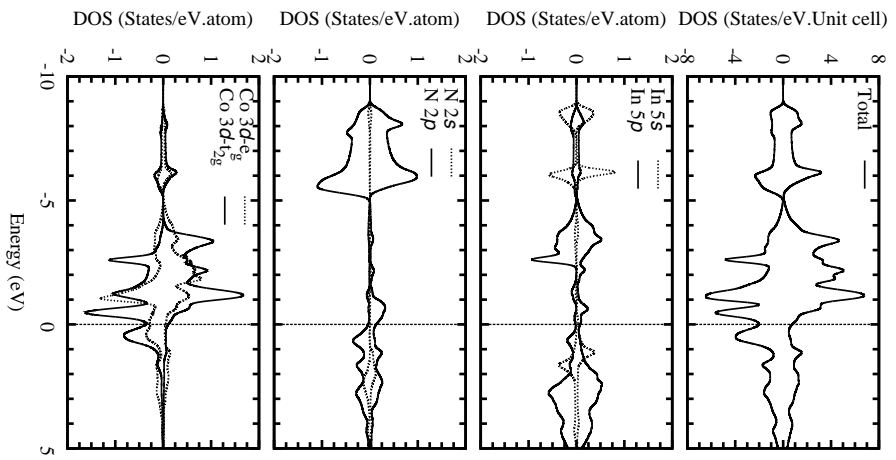 DOS (States/eV.Unit cell)
8
4
0
-4
-8
Total
DOS (States/eV.atom)
2
1
0
-1
-2
In 5s
In 5p
DOS (States/eV.atom)
2
1
0
-1
-2
N 2s
N 2p
DOS (States/eV.atom)
2
1
0
-1
-2
Co 3d-eg
Co 3d-t2g
-10
-5
0
5
Energy (eV)